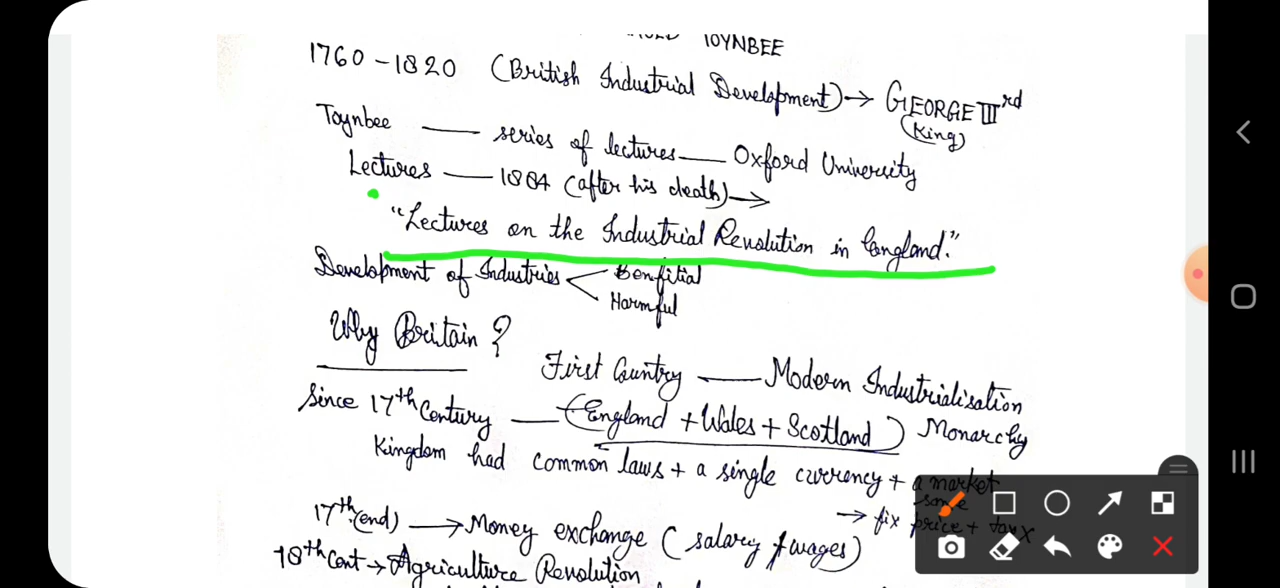 TOYNBEE
1760-1820 (British Industrial Development) → GEORGE IIIrd
(King)
Toynbee — series of lectures — Oxford University
Lectures — 1884 (after his death) →
"Lectures on the Industrial Revolution in England."
Development of Industries < Benfitial
Harmful
Why Britain?
First Country — Modern Industrialisation
Since 17th Century — (England + Wales + Scotland) Monarchy
Kingdom had common laws + a single currency + a market
same
→ fix price + tax
17th (end) → Money exchange (salary / wages)
18th Cent → Agriculture Revolution